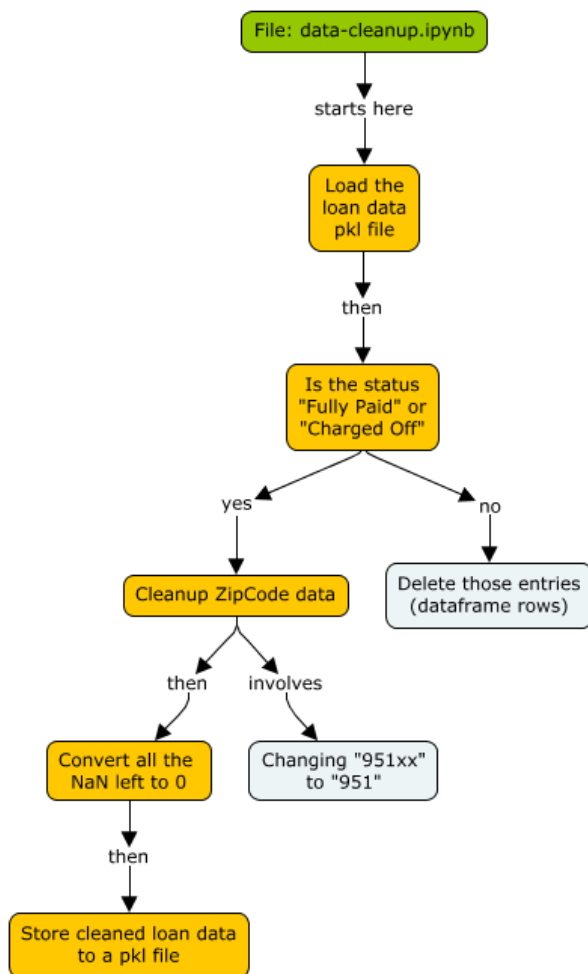 File: data-cleanup.ipynb
starts here
Load the
loan data
pkl file
then
Is the status
"Fully Paid" or
"Charged Off"
yes
no
Cleanup ZipCode data
Delete those entries
(dataframe rows)
then
involves
Convert all the
NaN left to 0
Changing "951xx"
to "951"
then
Store cleaned loan data
to a pkl file